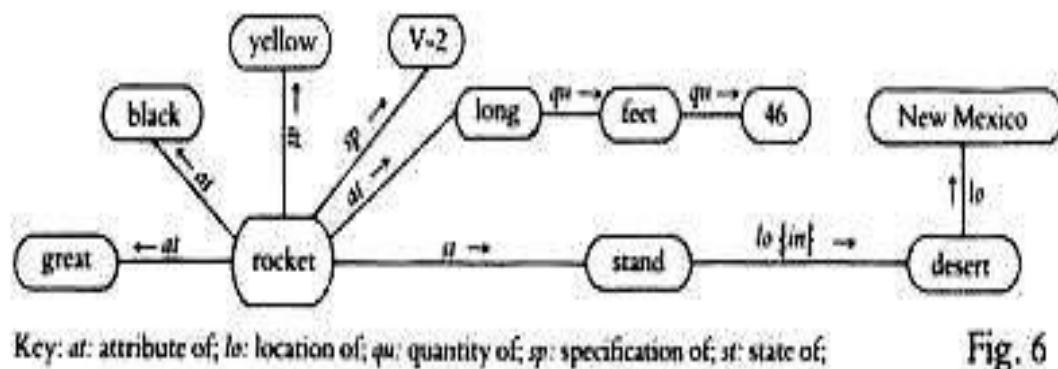 yellow
V-2
black
long
qu →
feet
qu →
46
New Mexico
at →
sp →
at →
← at
↑ lo
great
← at
rocket
st →
stand
lo {in} →
desert
Key: at: attribute of; lo: location of; qu: quantity of; sp: specification of; st: state of;
Fig. 6